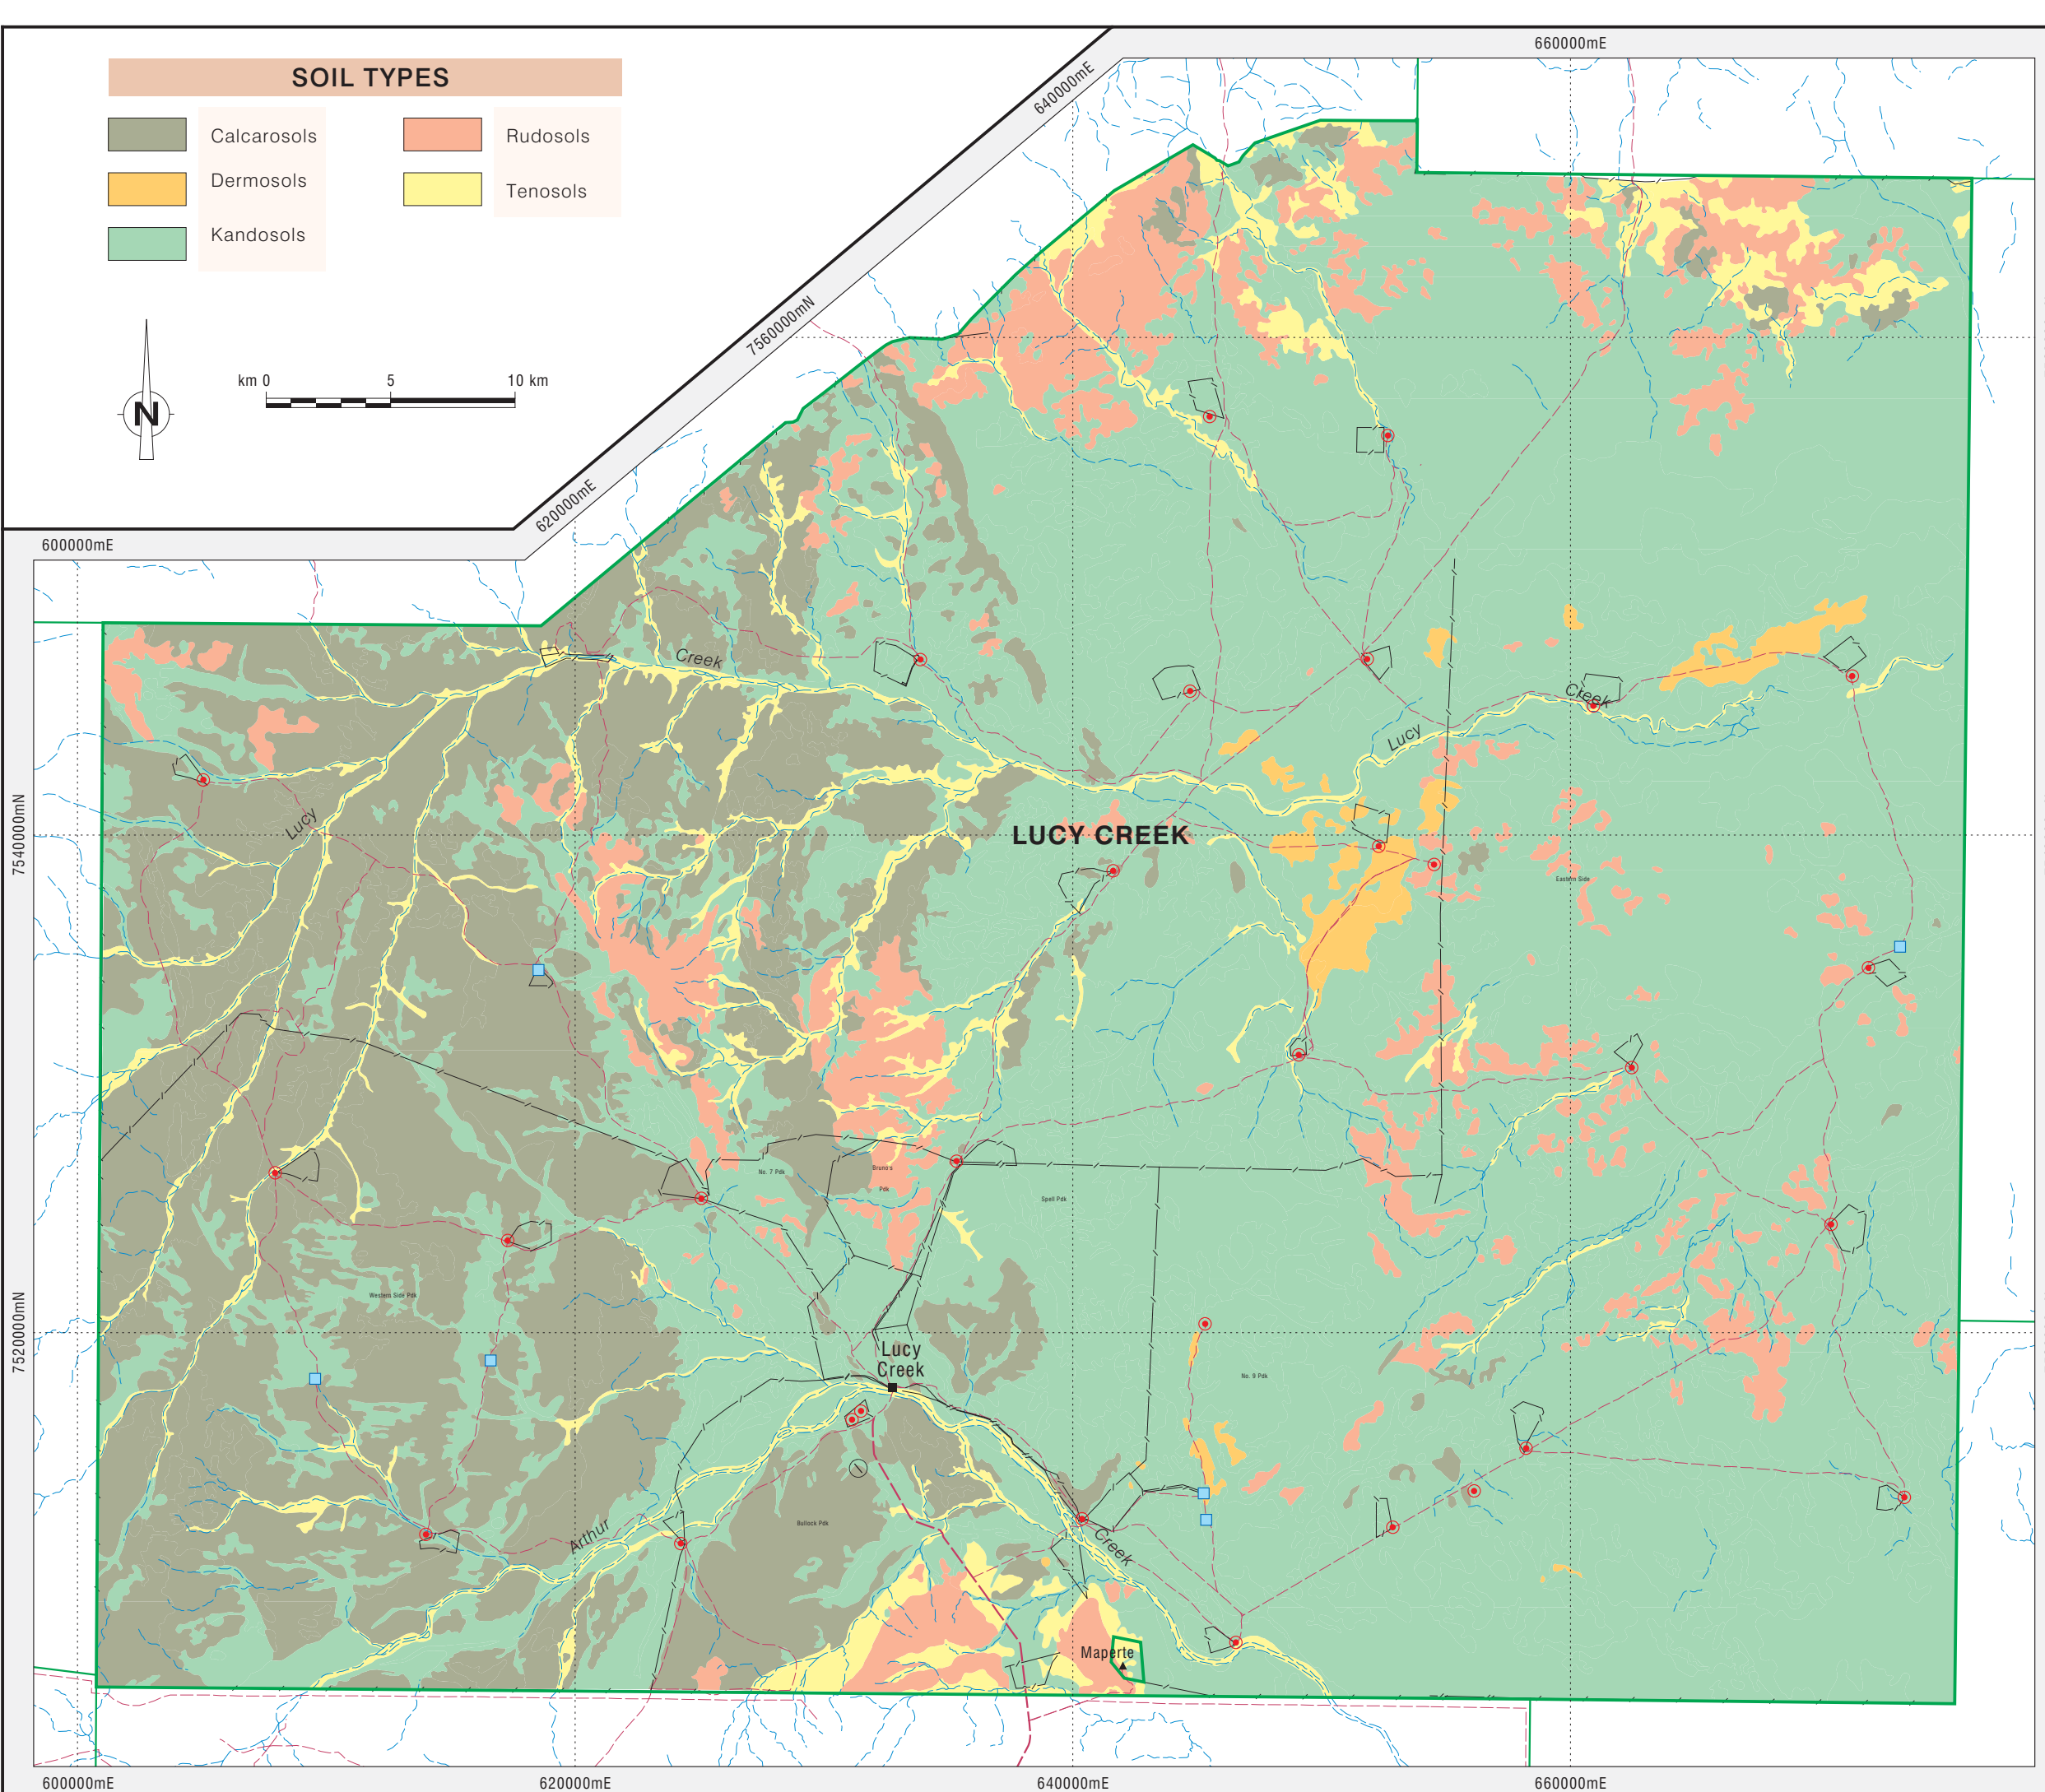 SOIL TYPES
Calcarosols
Rudosols
Dermosols
Tenosols
Kandosols
N
km 0 5 10 km
660000mE
640000mE
7560000mN
620000mE
600000mE
Creek
Creek
Lucy
Lucy
7540000mN
LUCY CREEK
Eastern Side
No. 7 Pdk
Bruno's
Pdk
Spell Pdk
Western Side Pdk
7520000mN
Lucy
Creek
No. 9 Pdk
Bullock Pdk
Arthur
Creek
Maperte
600000mE
620000mE
640000mE
660000mE